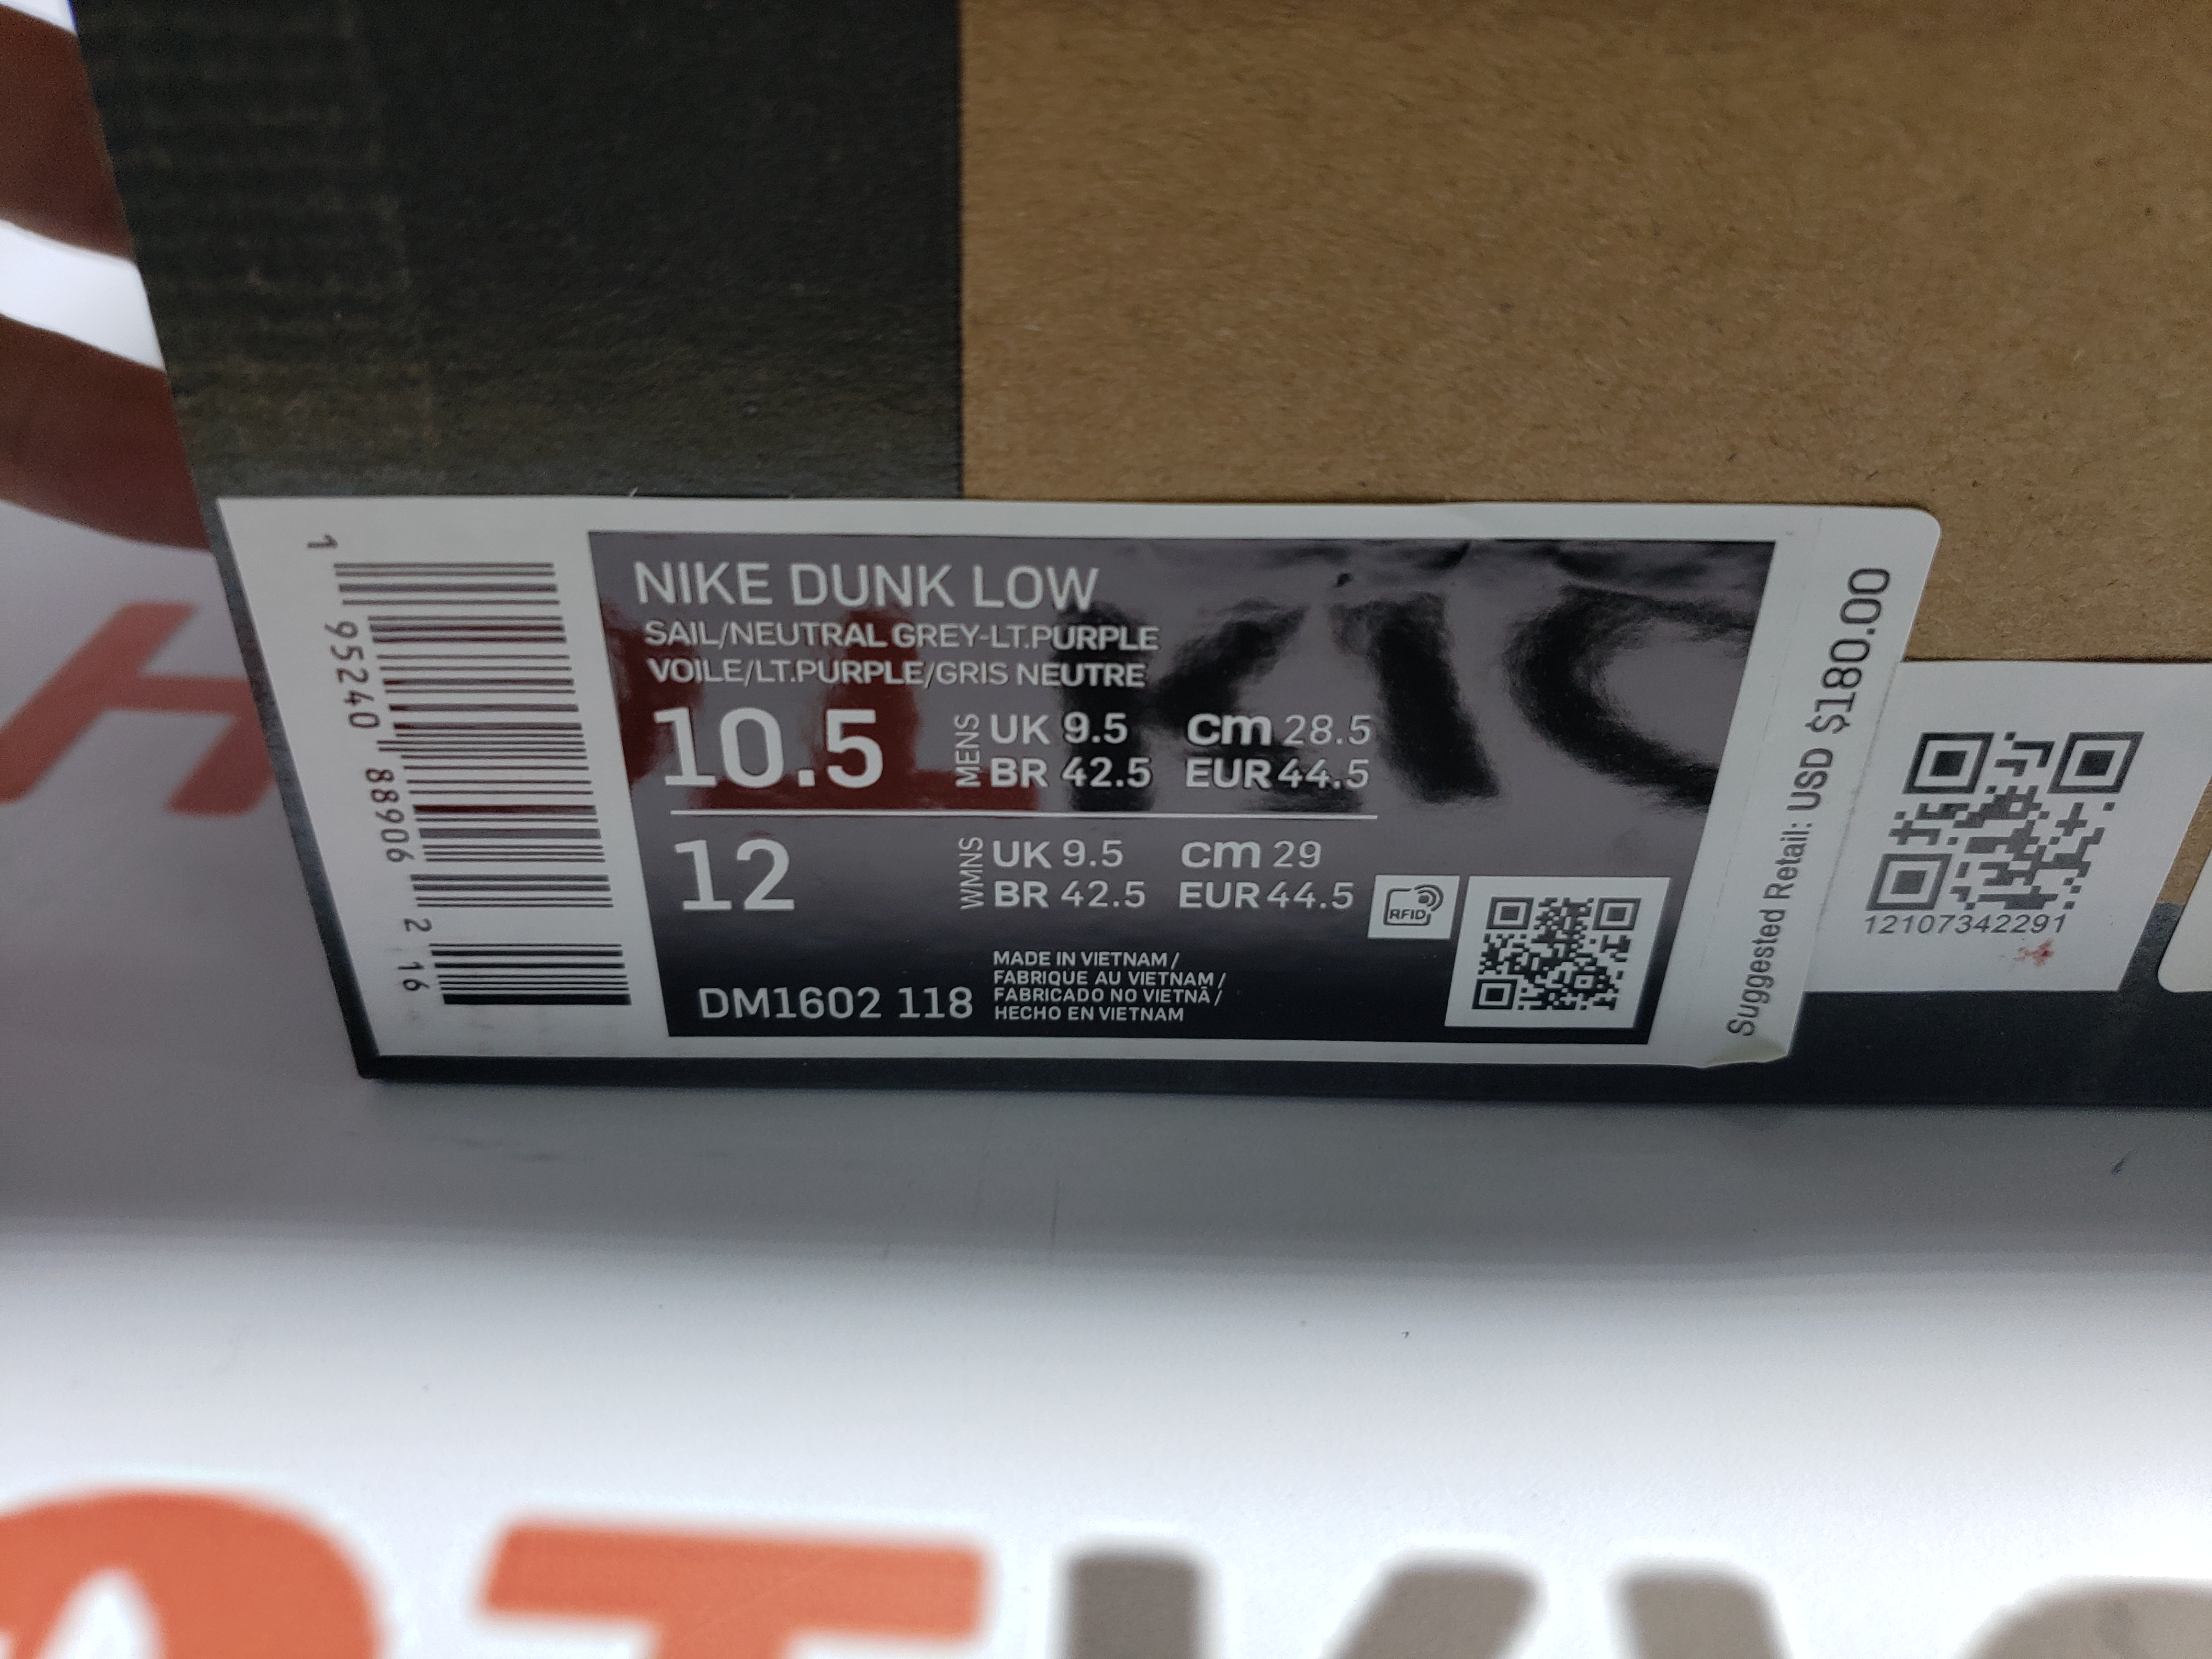 NIKE DUNK LOW
SAIL/NEUTRAL GREY-LT.PURPLE
VOILE/LT.PURPLE/GRIS NEUTRE
10.5 MENS UK 9.5 cm 28.5
BR 42.5 EUR 44.5
12 WMNS UK 9.5 cm 29
BR 42.5 EUR 44.5
RFID
DM1602 118
MADE IN VIETNAM /
FABRIQUE AU VIETNAM /
FABRICADO NO VIETNÃ /
HECHO EN VIETNAM
1 95240 88906 2 16
Suggested Retail: USD $180.00
12107342291